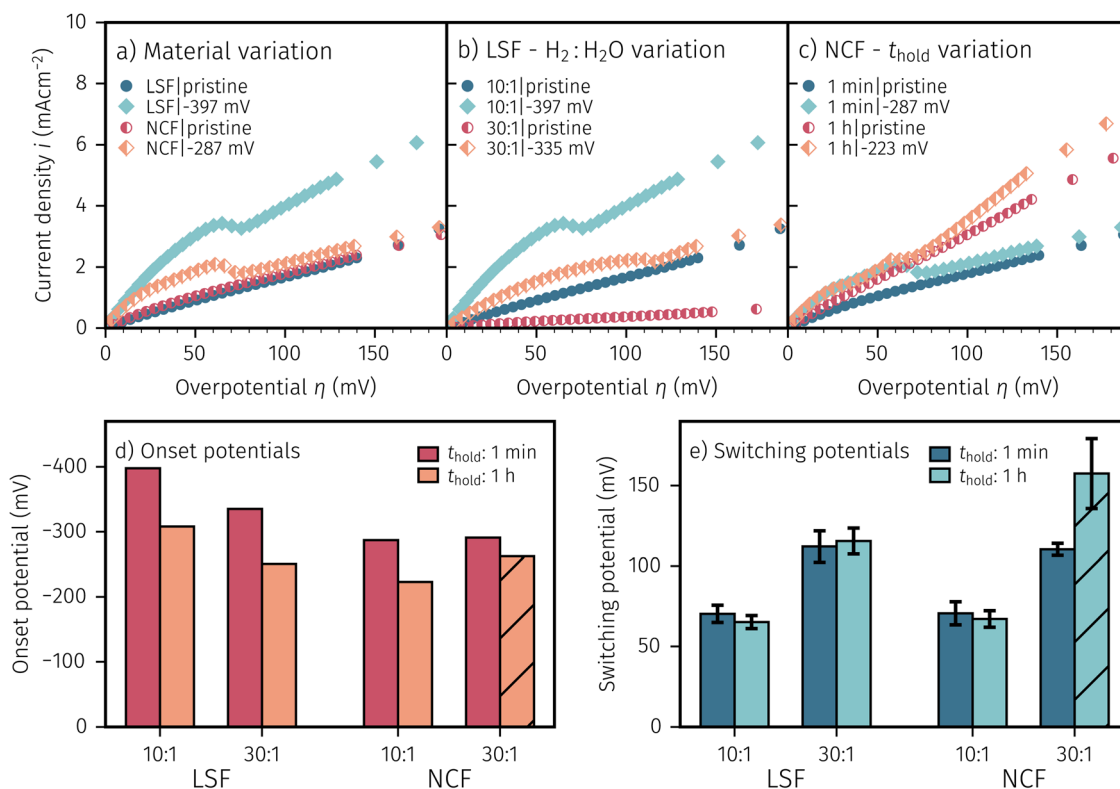 a) Material variation
LSF|pristine
LSF|-397 mV
NCF|pristine
NCF|-287 mV
b) LSF - H₂:H₂O variation
10:1|pristine
10:1|-397 mV
30:1|pristine
30:1|-335 mV
c) NCF - t_hold variation
1 min|pristine
1 min|-287 mV
1 h|pristine
1 h|-223 mV
Current density i (mAcm⁻²)
10
8
6
4
2
0
0 50 100 150
0 50 100 150
0 50 100 150
Overpotential η (mV)
Overpotential η (mV)
Overpotential η (mV)
d) Onset potentials
t_hold: 1 min
t_hold: 1 h
Onset potential (mV)
−400
−300
−200
−100
0
10:1 30:1 10:1 30:1
LSF NCF
e) Switching potentials
t_hold: 1 min
t_hold: 1 h
Switching potential (mV)
150
100
50
0
10:1 30:1 10:1 30:1
LSF NCF